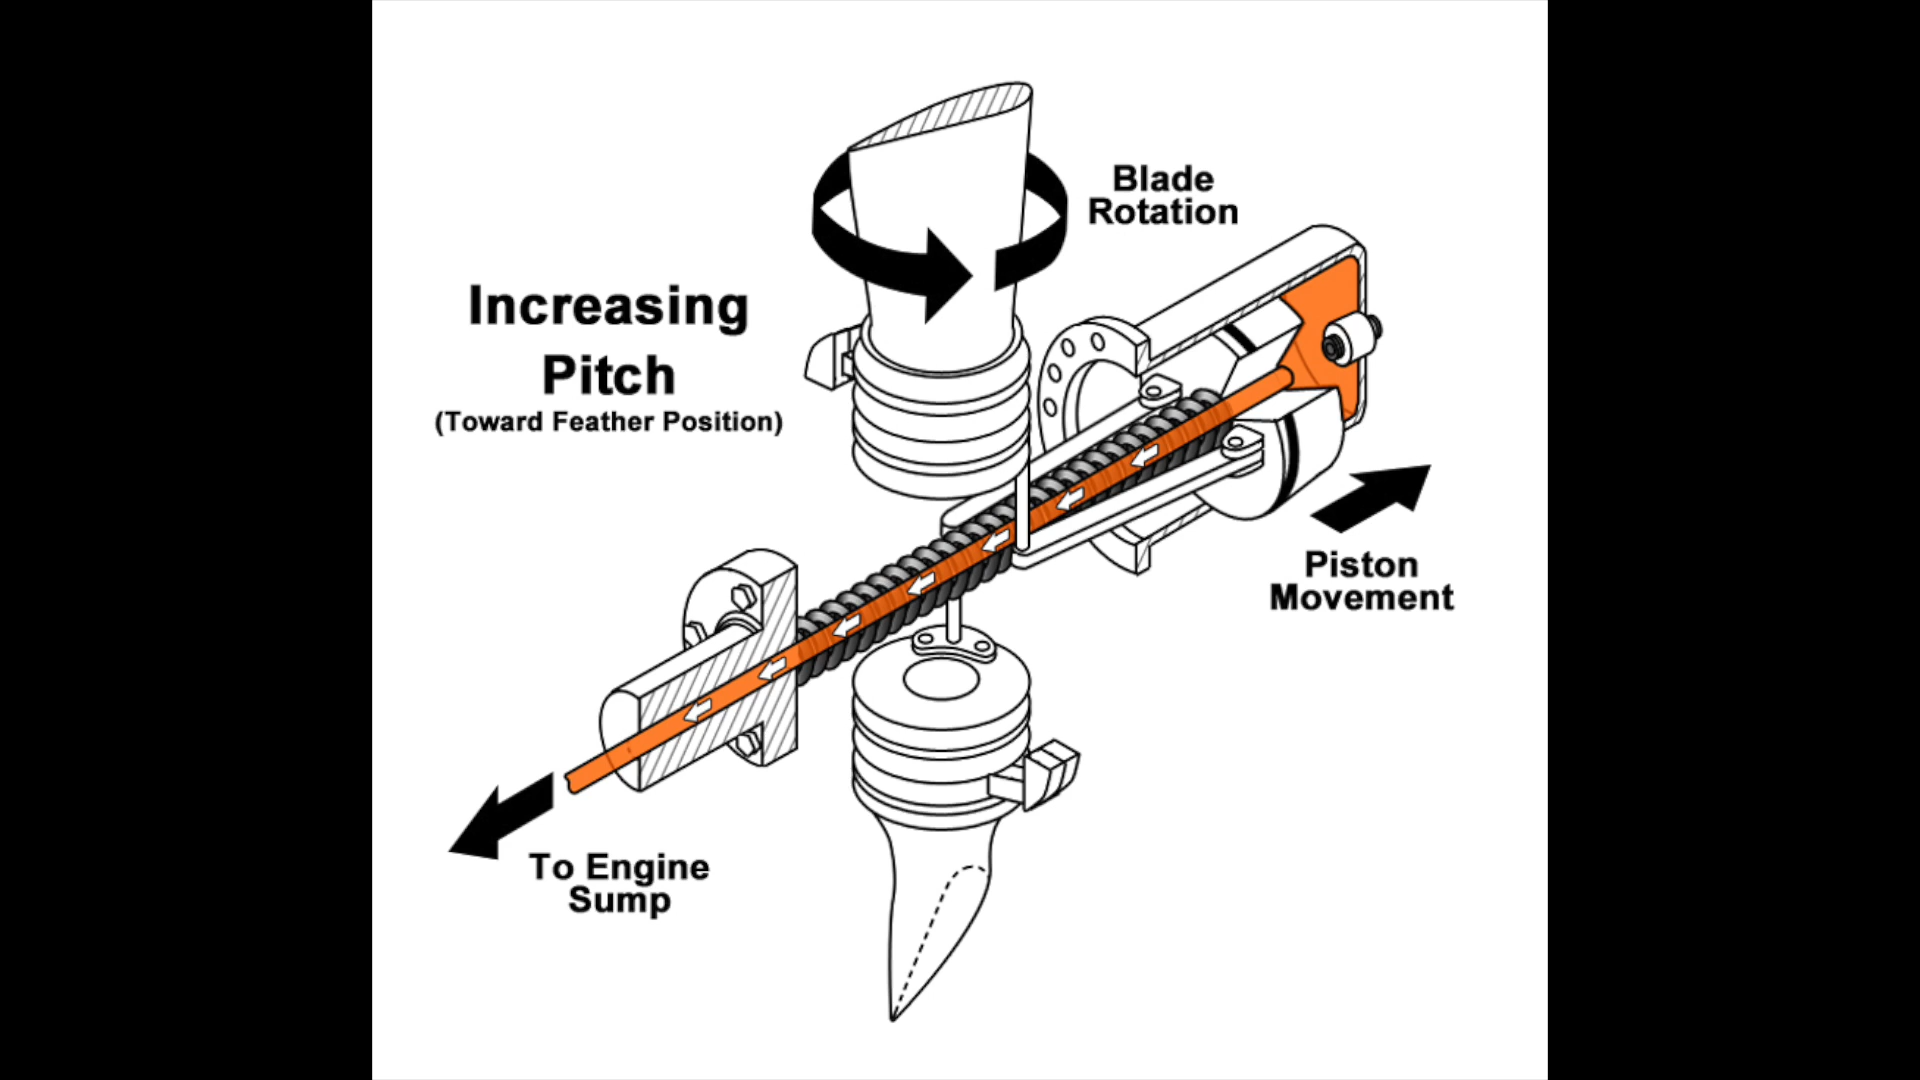 Blade
Rotation
Increasing
Pitch
(Toward Feather Position)
Piston
Movement
To Engine
Sump